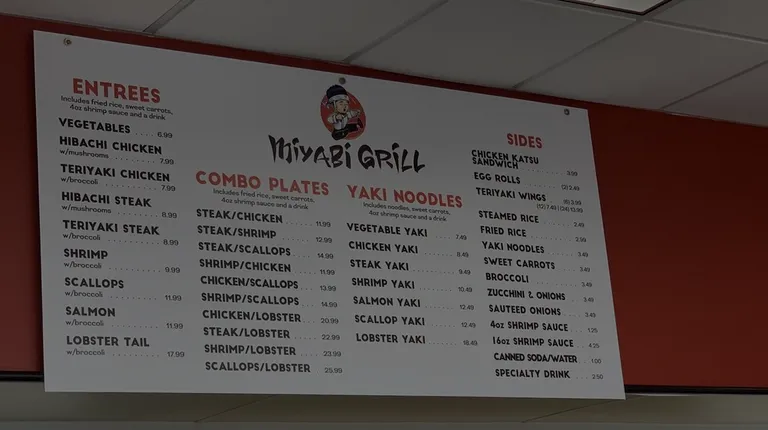 ENTREES
Includes fried rice, sweet carrots,
4oz shrimp sauce and a drink
VEGETABLES ..... 6.99
HIBACHI CHICKEN
w/mushrooms ..... 7.99
TERIYAKI CHICKEN
w/broccoli ..... 7.99
HIBACHI STEAK
w/mushrooms ..... 8.99
TERIYAKI STEAK
w/broccoli ..... 8.99
SHRIMP
w/broccoli ..... 9.99
SCALLOPS
w/broccoli ..... 11.99
SALMON
w/broccoli ..... 11.99
LOBSTER TAIL
w/broccoli ..... 17.99
MIYABI GRILL
COMBO PLATES
Includes fried rice, sweet carrots,
4oz shrimp sauce and a drink
STEAK/CHICKEN ..... 11.99
STEAK/SHRIMP ..... 12.99
STEAK/SCALLOPS ..... 14.99
SHRIMP/CHICKEN ..... 11.99
CHICKEN/SCALLOPS ..... 13.99
SHRIMP/SCALLOPS ..... 14.99
CHICKEN/LOBSTER ..... 20.99
STEAK/LOBSTER ..... 22.99
SHRIMP/LOBSTER ..... 23.99
SCALLOPS/LOBSTER ..... 25.99
YAKI NOODLES
Includes noodles, sweet carrots,
4oz shrimp sauce and a drink
VEGETABLE YAKI ..... 7.49
CHICKEN YAKI ..... 8.49
STEAK YAKI ..... 9.49
SHRIMP YAKI ..... 10.49
SALMON YAKI ..... 12.49
SCALLOP YAKI ..... 12.49
LOBSTER YAKI ..... 18.49
SIDES
CHICKEN KATSU
SANDWICH ..... 3.99
EGG ROLLS ..... (2) 2.49
TERIYAKI WINGS ..... (6) 3.99
(12) 7.49 | (24) 13.99
STEAMED RICE ..... 2.49
FRIED RICE ..... 2.99
YAKI NOODLES ..... 3.49
SWEET CARROTS ..... 3.49
BROCCOLI ..... 3.49
ZUCCHINI & ONIONS ..... 3.49
SAUTEED ONIONS ..... 3.49
4oz SHRIMP SAUCE ..... 1.25
16oz SHRIMP SAUCE ..... 4.25
CANNED SODA/WATER ..... 1.00
SPECIALTY DRINK ..... 2.50